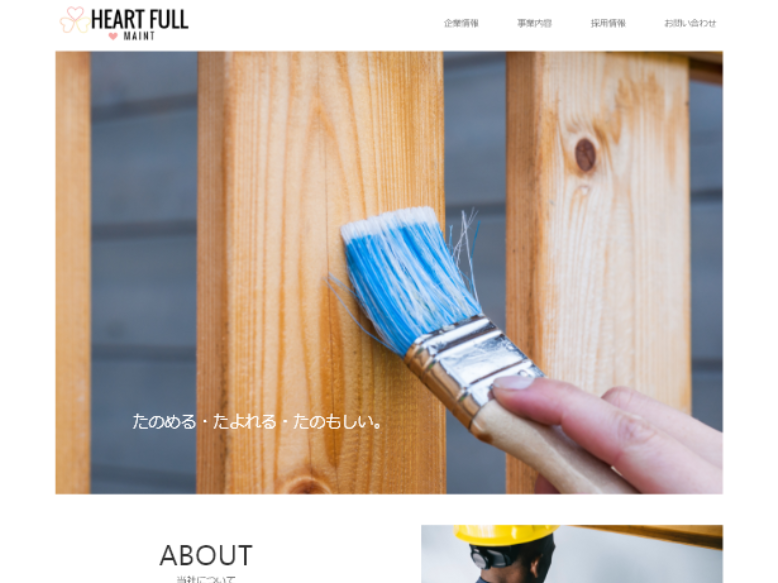 HEART FULL
MAINT
企業情報
事業内容
採用情報
お問い合わせ
たのめる・たよれる・たのもしい。
ABOUT
当社について